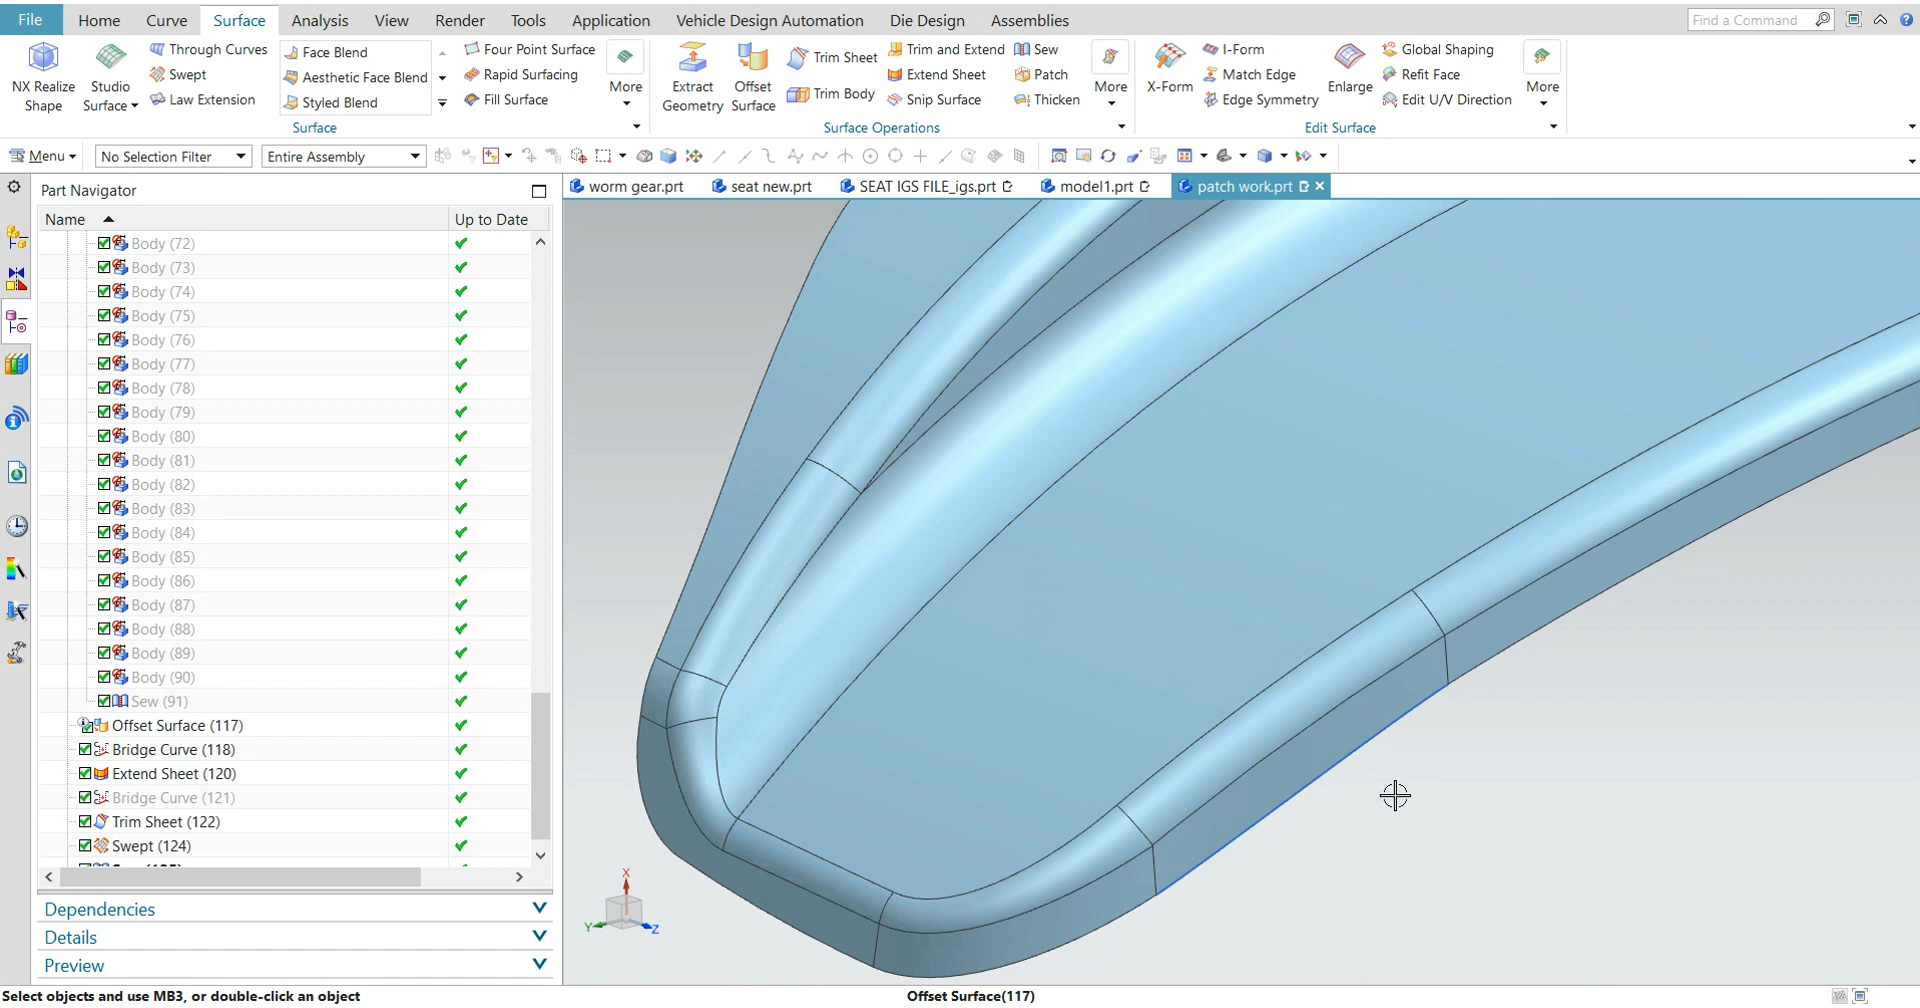 File Home Curve Surface Analysis View Render Tools Application Vehicle Design Automation Die Design Assemblies Find a Command
NX Realize Shape
Studio Surface
Through Curves
Swept
Law Extension
Face Blend
Aesthetic Face Blend
Styled Blend
Four Point Surface
Rapid Surfacing
Fill Surface
More
Surface
Extract Geometry
Offset Surface
Trim Sheet
Trim Body
Trim and Extend
Extend Sheet
Snip Surface
Sew
Patch
Thicken
More
Surface Operations
X-Form
I-Form
Match Edge
Edge Symmetry
Enlarge
Global Shaping
Refit Face
Edit U/V Direction
More
Edit Surface
Menu No Selection Filter Entire Assembly
Part Navigator
worm gear.prt seat new.prt SEAT IGS FILE_igs.prt model1.prt patch work.prt
Name Up to Date
Body (72)
Body (73)
Body (74)
Body (75)
Body (76)
Body (77)
Body (78)
Body (79)
Body (80)
Body (81)
Body (82)
Body (83)
Body (84)
Body (85)
Body (86)
Body (87)
Body (88)
Body (89)
Body (90)
Sew (91)
Offset Surface (117)
Bridge Curve (118)
Extend Sheet (120)
Bridge Curve (121)
Trim Sheet (122)
Swept (124)
Dependencies
Details
Preview
X
Y
Z
Select objects and use MB3, or double-click an object Offset Surface(117)